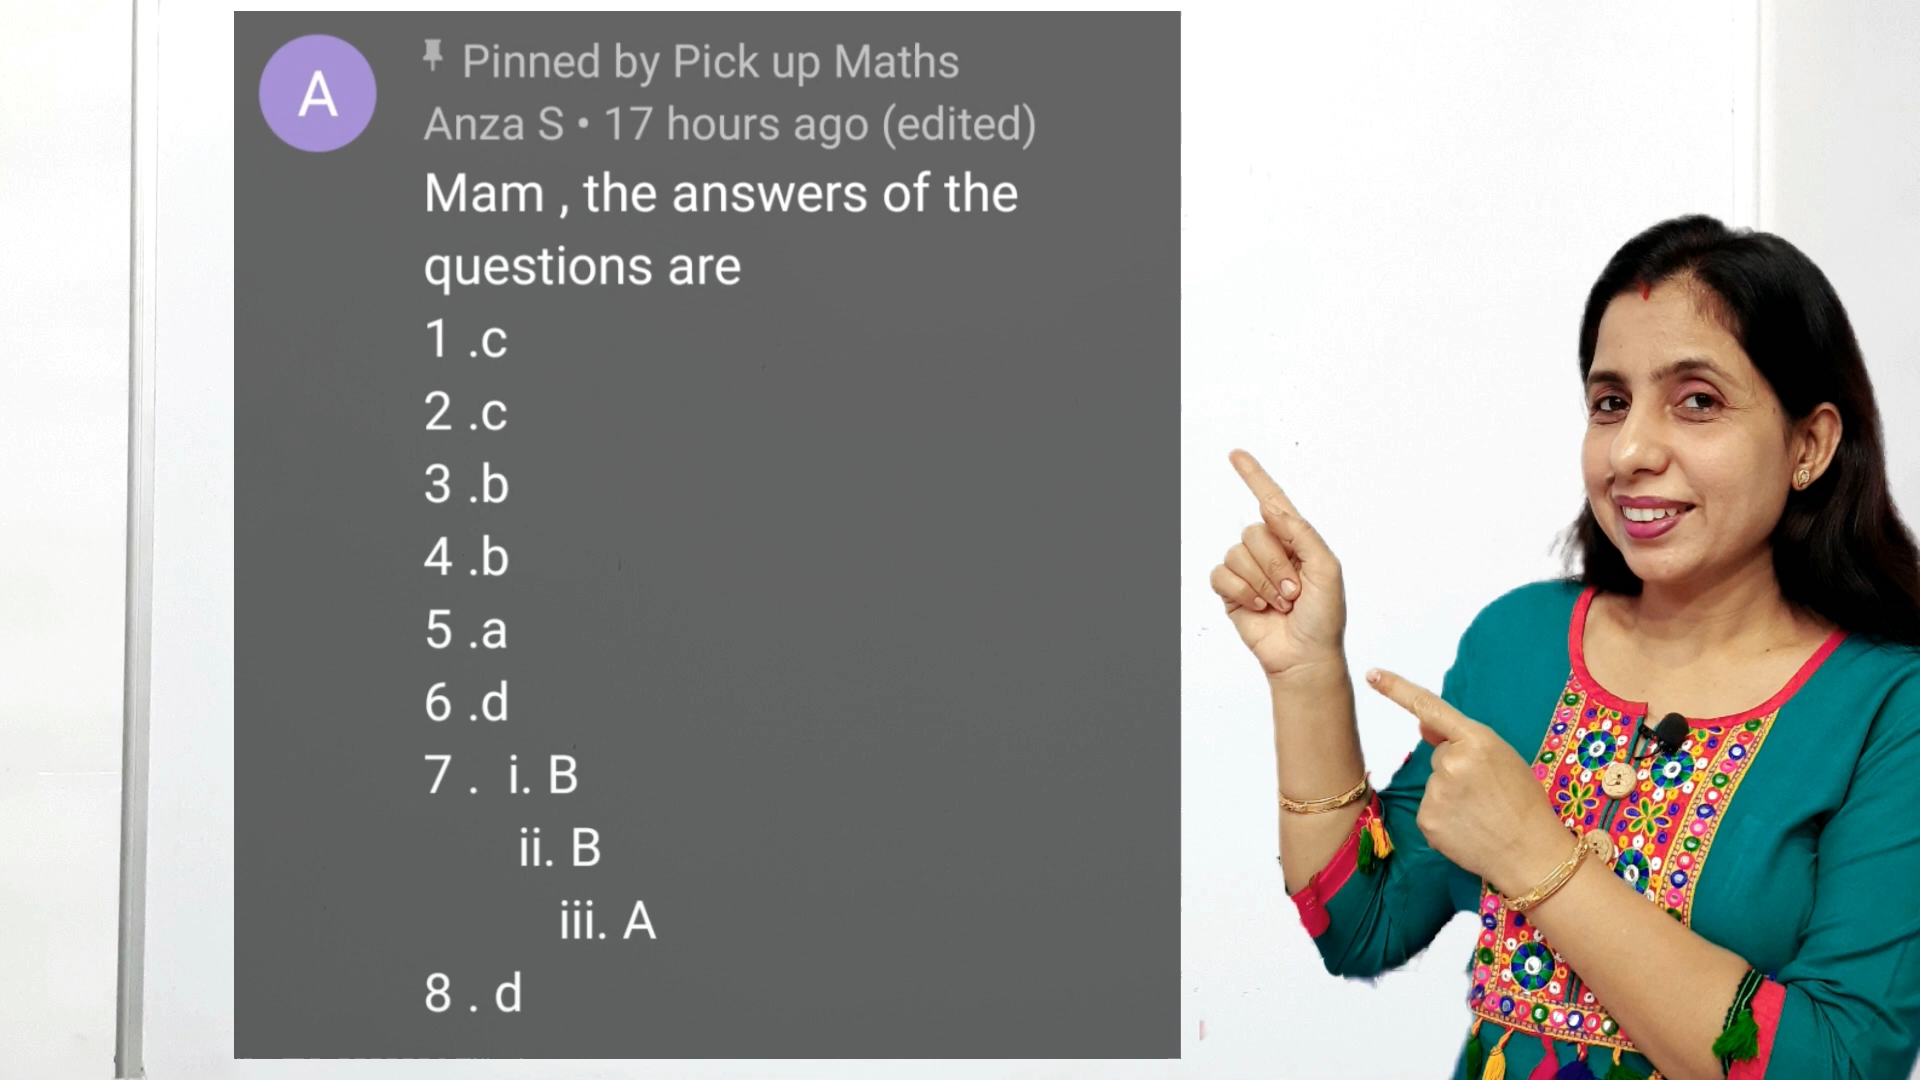 A
Pinned by Pick up Maths
Anza S • 17 hours ago (edited)
Mam , the answers of the
questions are
1 .c
2 .c
3 .b
4 .b
5 .a
6 .d
7 .  i. B
ii. B
iii. A
8 . d